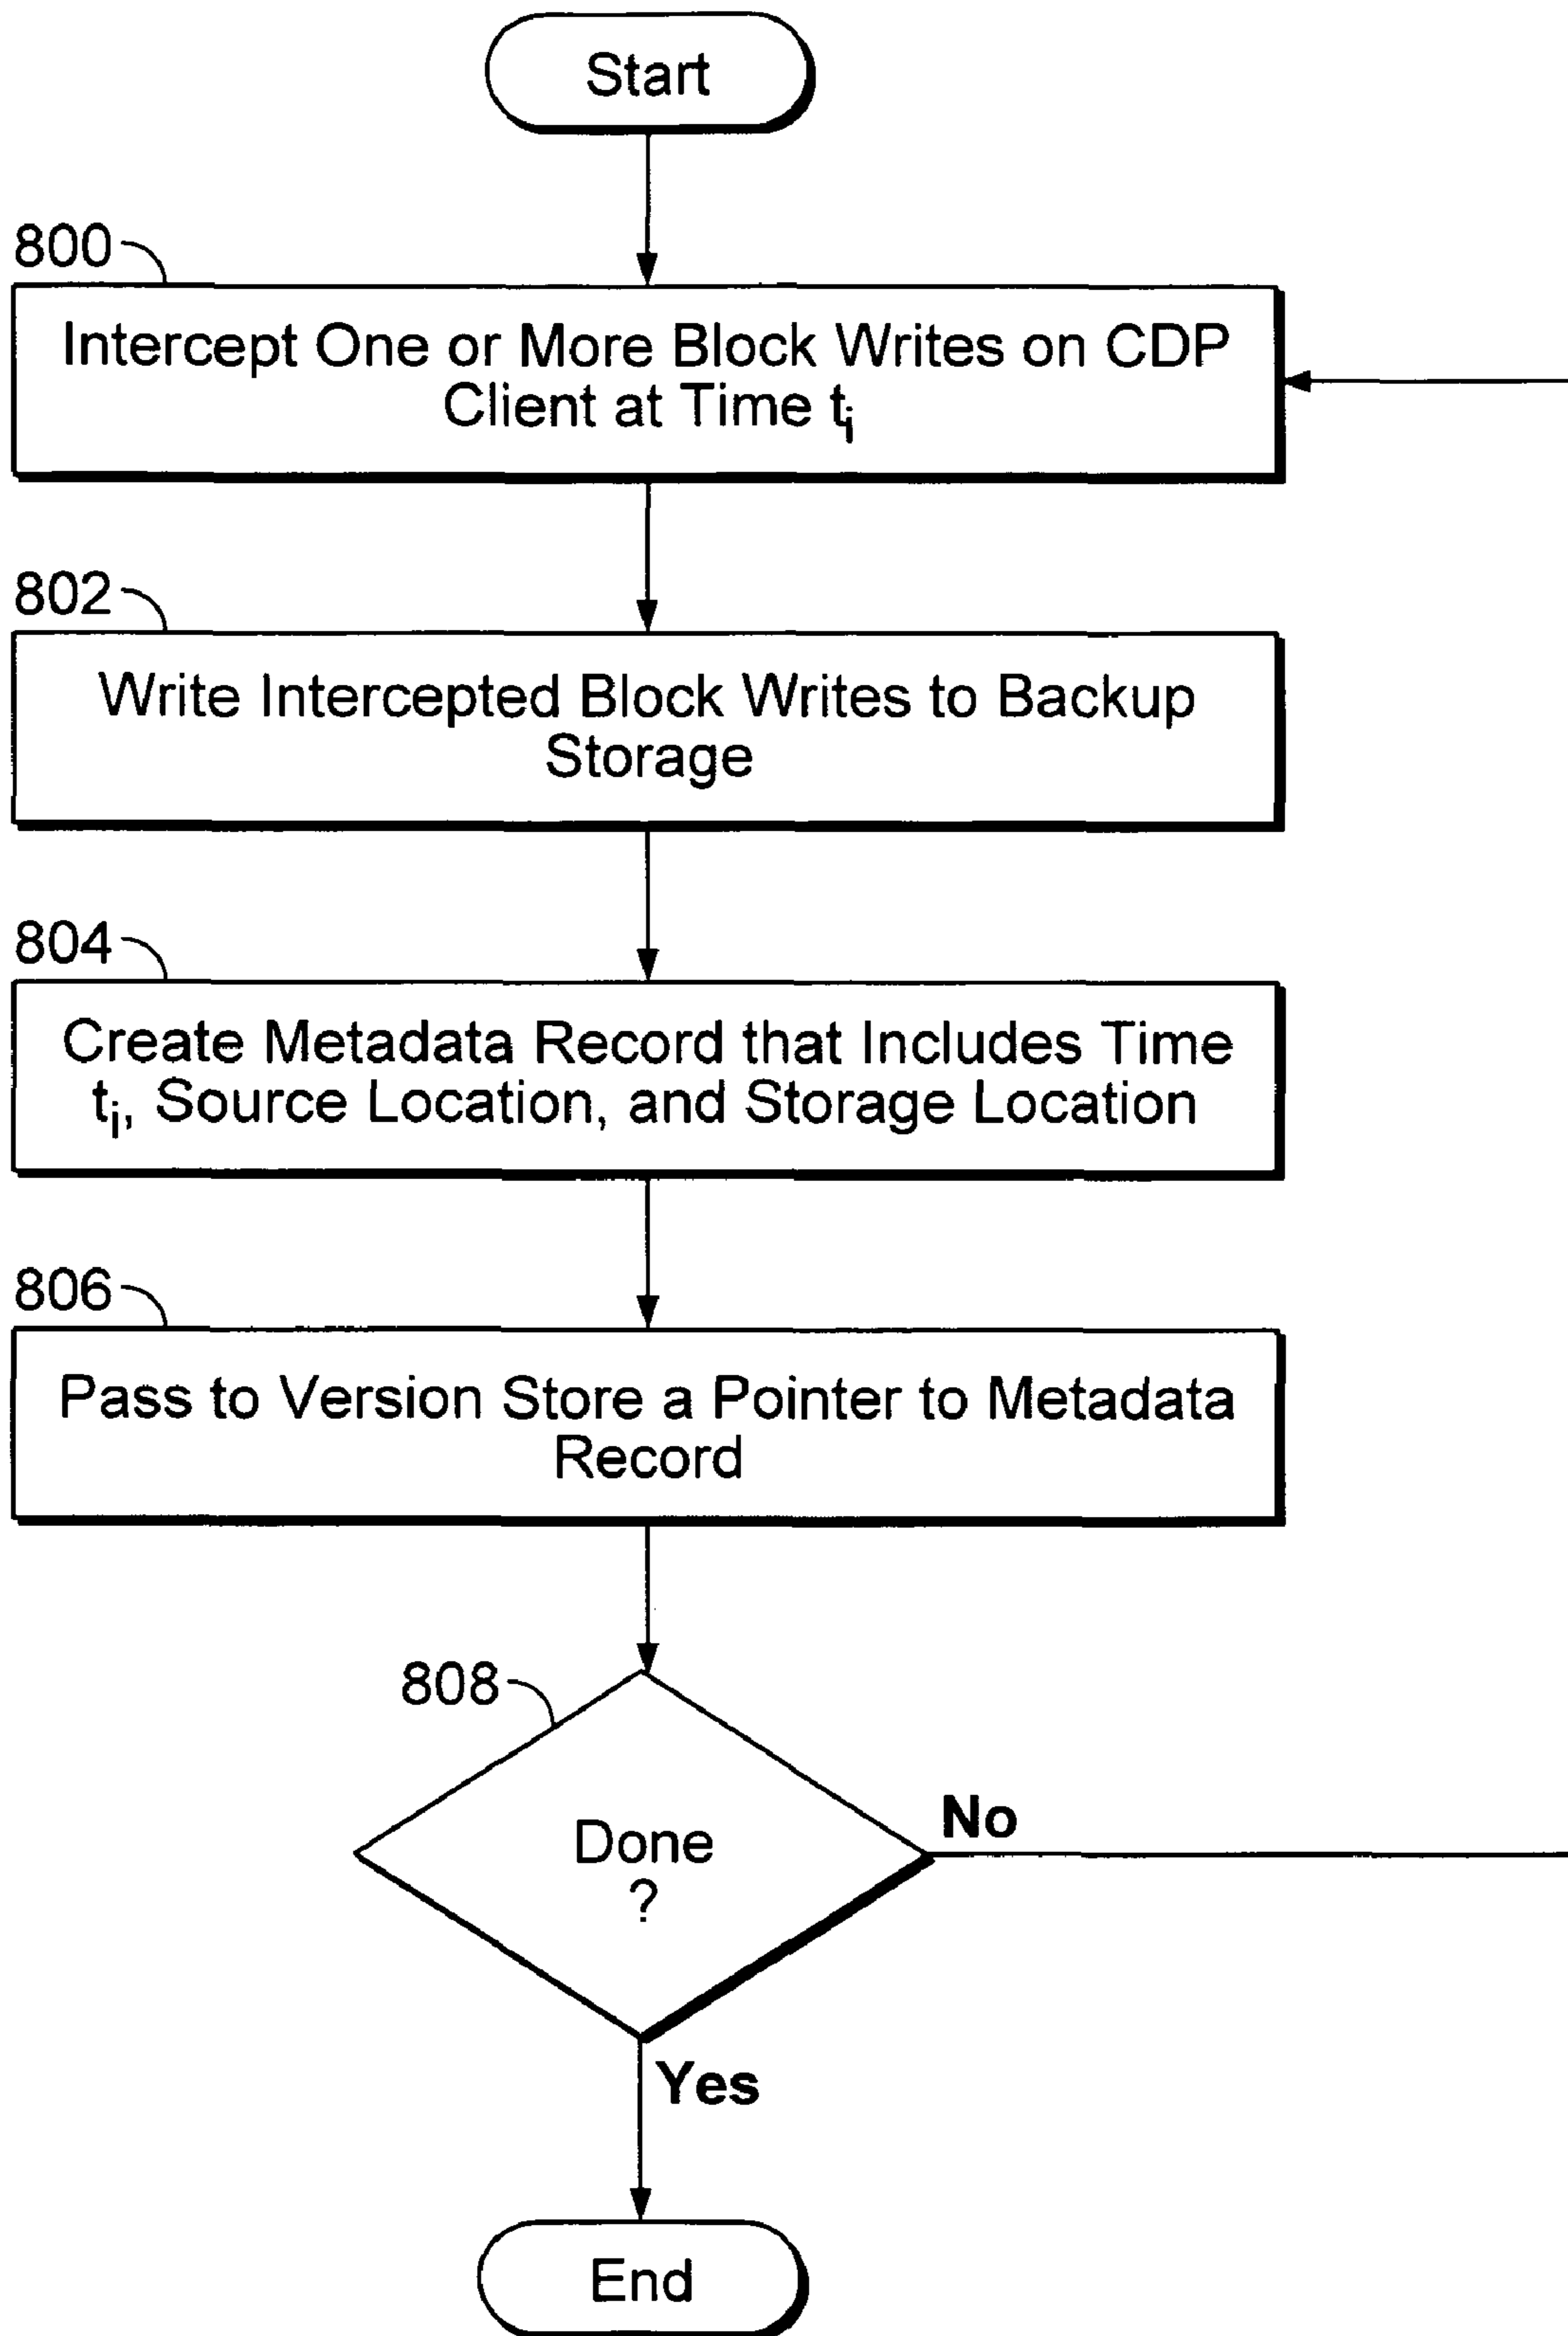 Start
800
Intercept One or More Block Writes on CDP
Client at Time tᵢ
802
Write Intercepted Block Writes to Backup
Storage
804
Create Metadata Record that Includes Time
tᵢ, Source Location, and Storage Location
806
Pass to Version Store a Pointer to Metadata
Record
808
Done
?
No
Yes
End